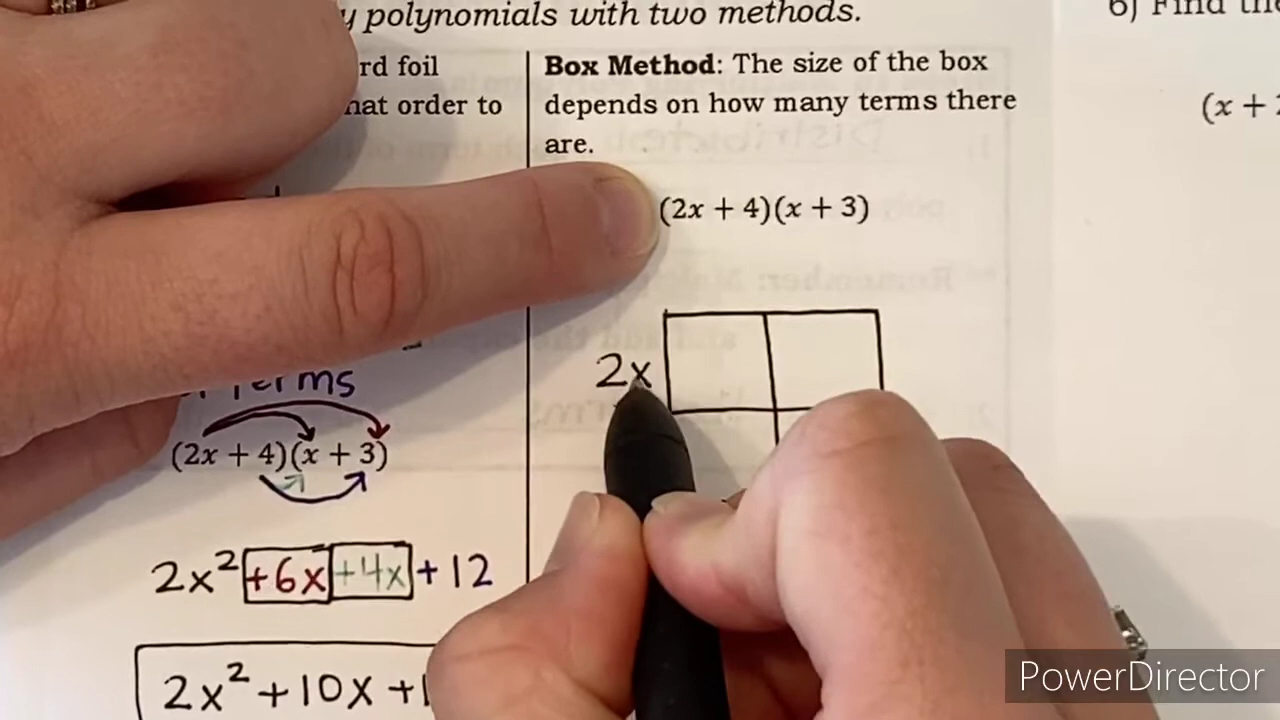 polynomials with two methods.
foil
order to
Box Method: The size of the box
depends on how many terms there
are.
(2x + 4)(x + 3)
2x
Terms
(2x + 4)(x + 3)
2x² +6x +4x + 12
2x² + 10x +
6) Find the
(x +
PowerDirector